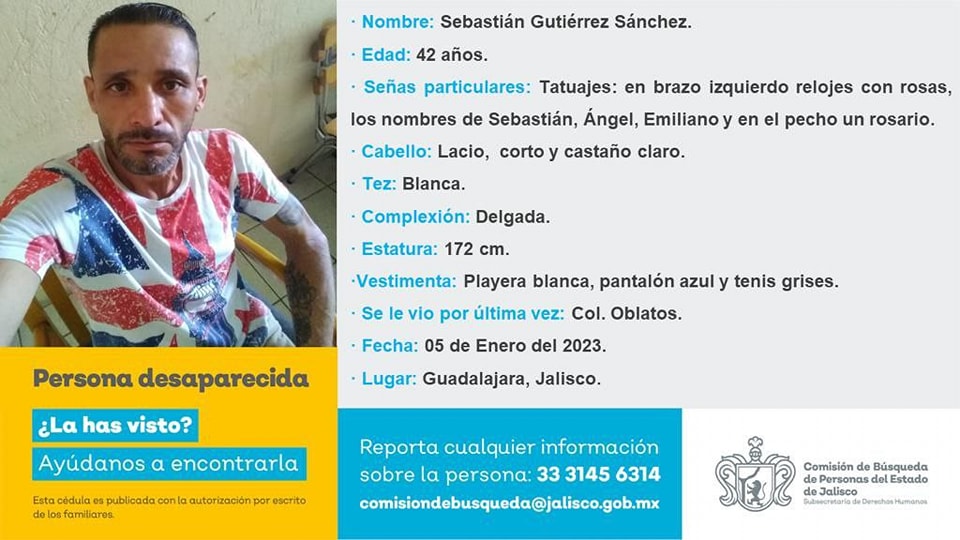 · Nombre: Sebastián Gutiérrez Sánchez.
· Edad: 42 años.
· Señas particulares: Tatuajes: en brazo izquierdo relojes con rosas,
los nombres de Sebastián, Ángel, Emiliano y en el pecho un rosario.
· Cabello: Lacio, corto y castaño claro.
· Tez: Blanca.
· Complexión: Delgada.
· Estatura: 172 cm.
·Vestimenta: Playera blanca, pantalón azul y tenis grises.
· Se le vio por última vez: Col. Oblatos.
· Fecha: 05 de Enero del 2023.
· Lugar: Guadalajara, Jalisco.
Persona desaparecida
¿La has visto?
Ayúdanos a encontrarla
Esta cédula es publicada con la autorización por escrito
de los familiares.
Reporta cualquier información
sobre la persona: 33 3145 6314
comisiondebusqueda@jalisco.gob.mx
Comisión de Búsqueda
de Personas del Estado
de Jalisco
Subsecretaría de Derechos Humanos